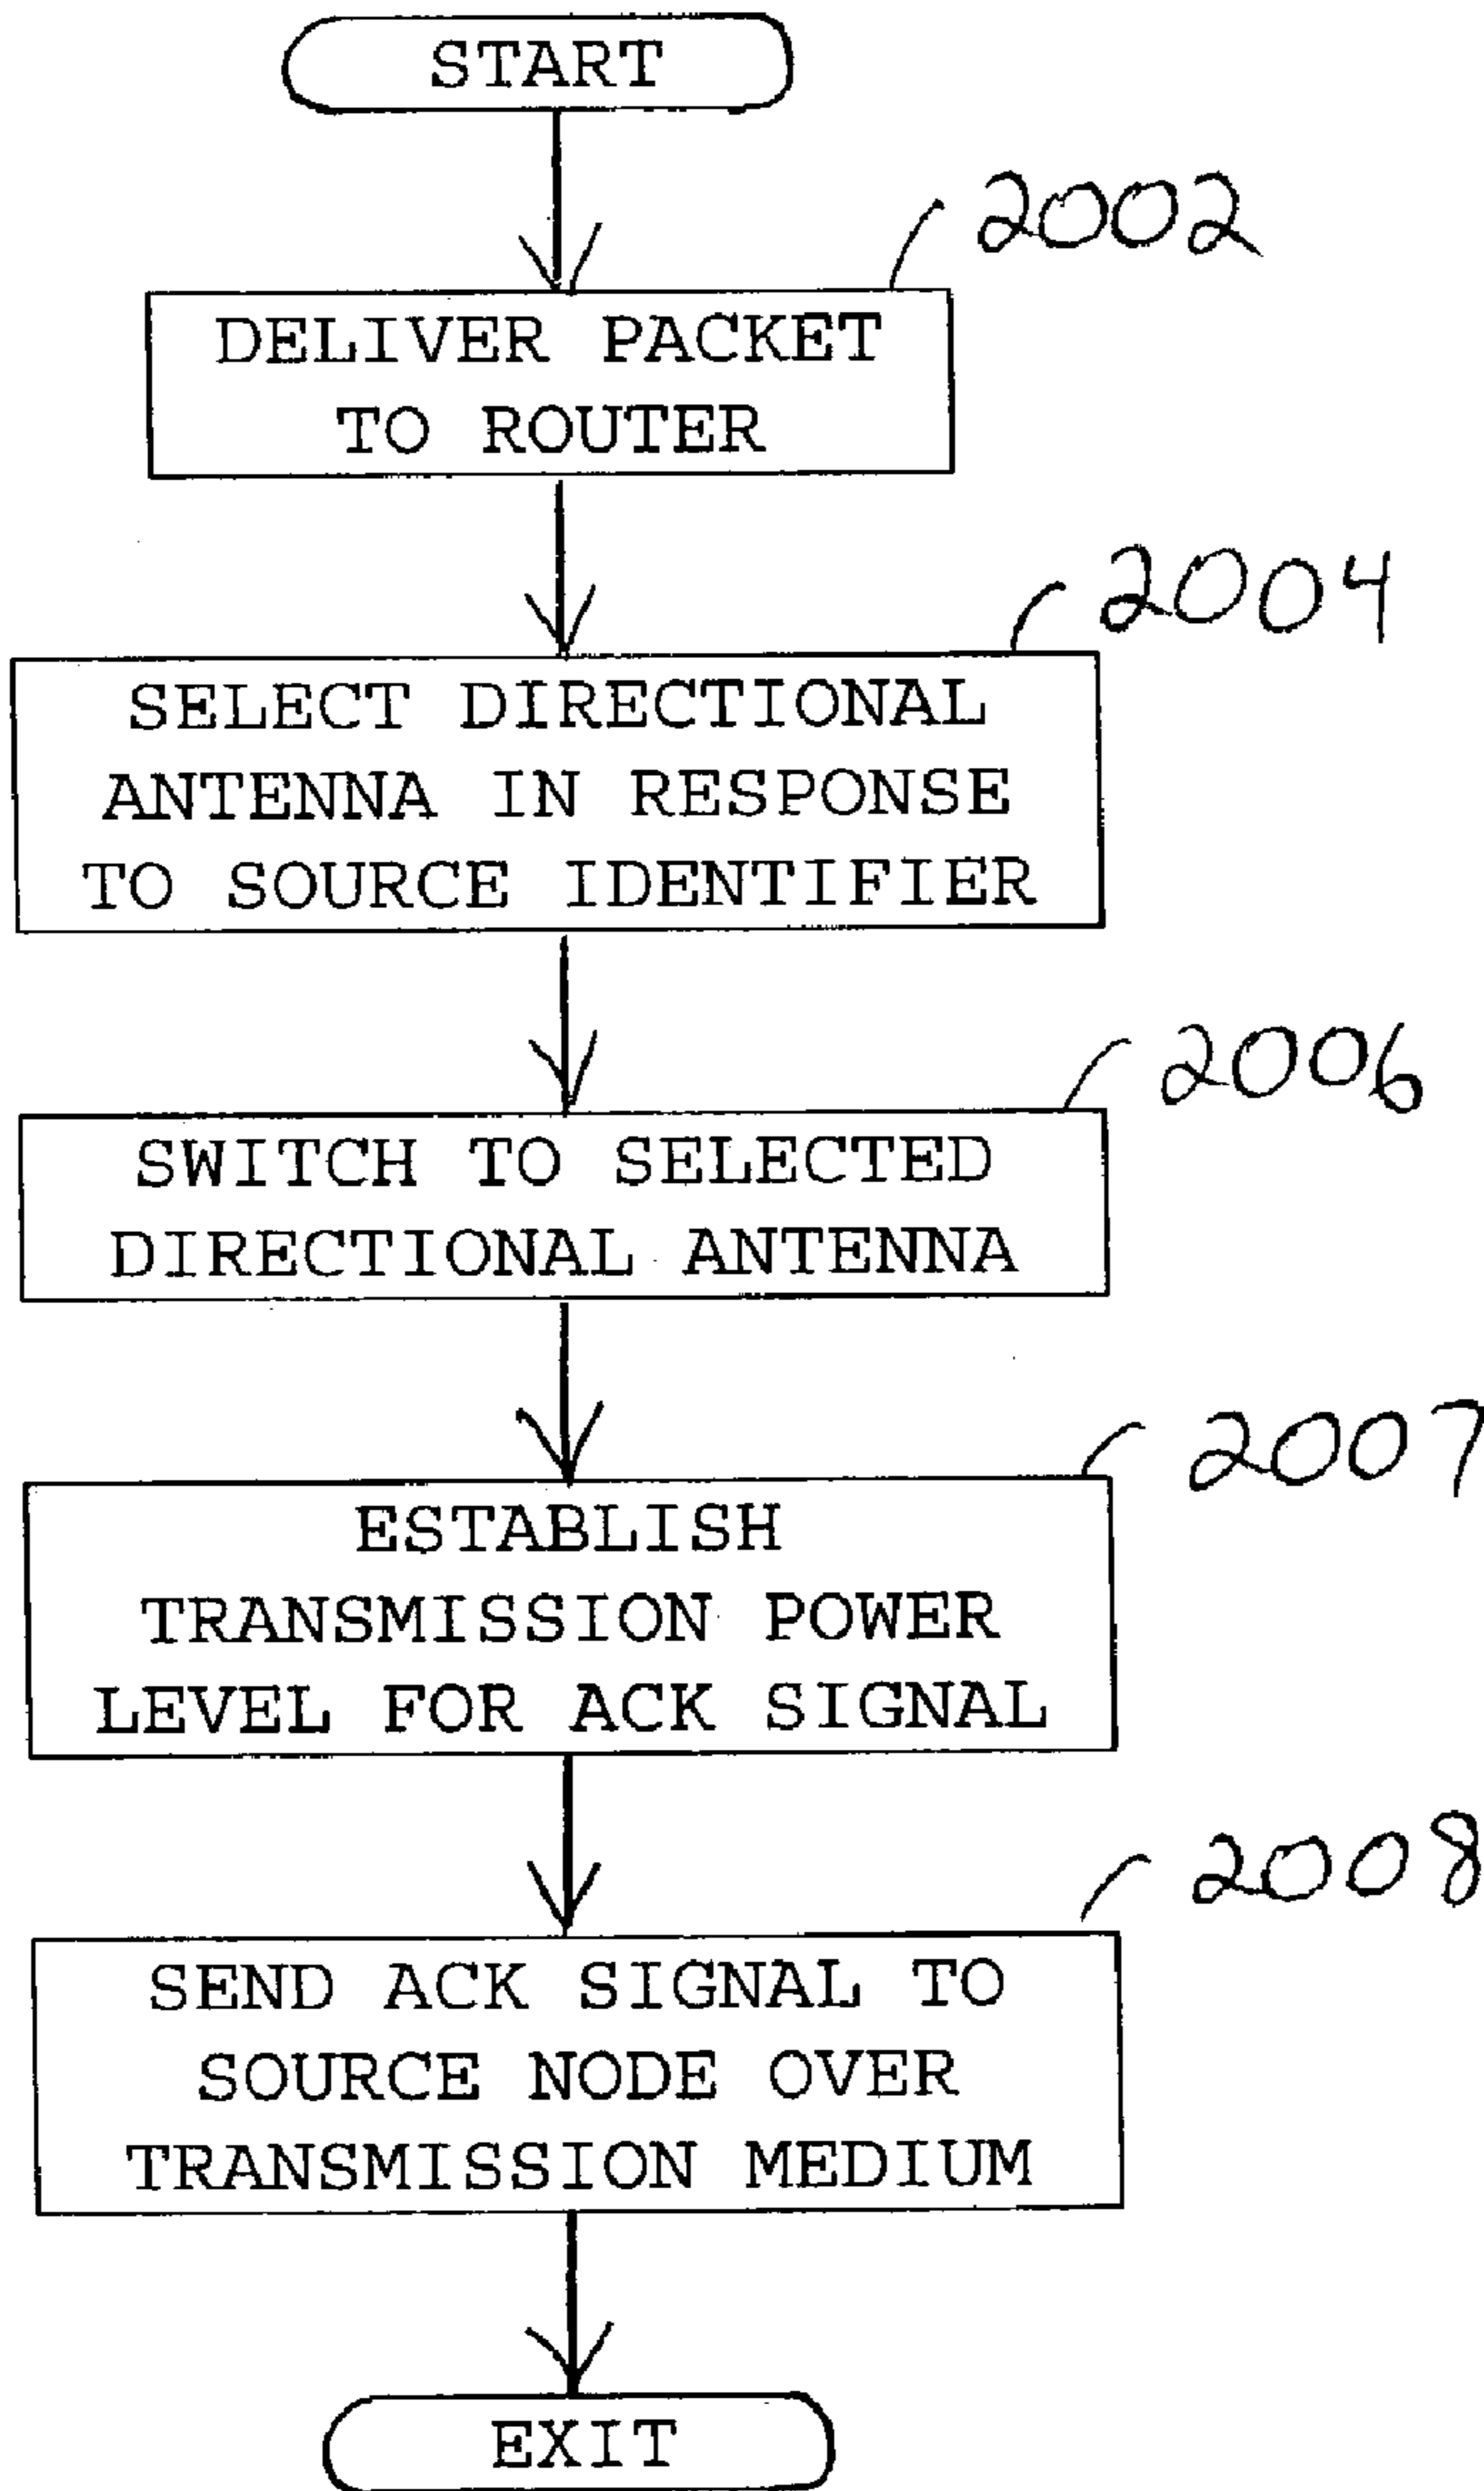 START
2002
DELIVER PACKET
TO ROUTER
2004
SELECT DIRECTIONAL
ANTENNA IN RESPONSE
TO SOURCE IDENTIFIER
2006
SWITCH TO SELECTED
DIRECTIONAL ANTENNA
2007
ESTABLISH
TRANSMISSION POWER
LEVEL FOR ACK SIGNAL
2008
SEND ACK SIGNAL TO
SOURCE NODE OVER
TRANSMISSION MEDIUM
EXIT